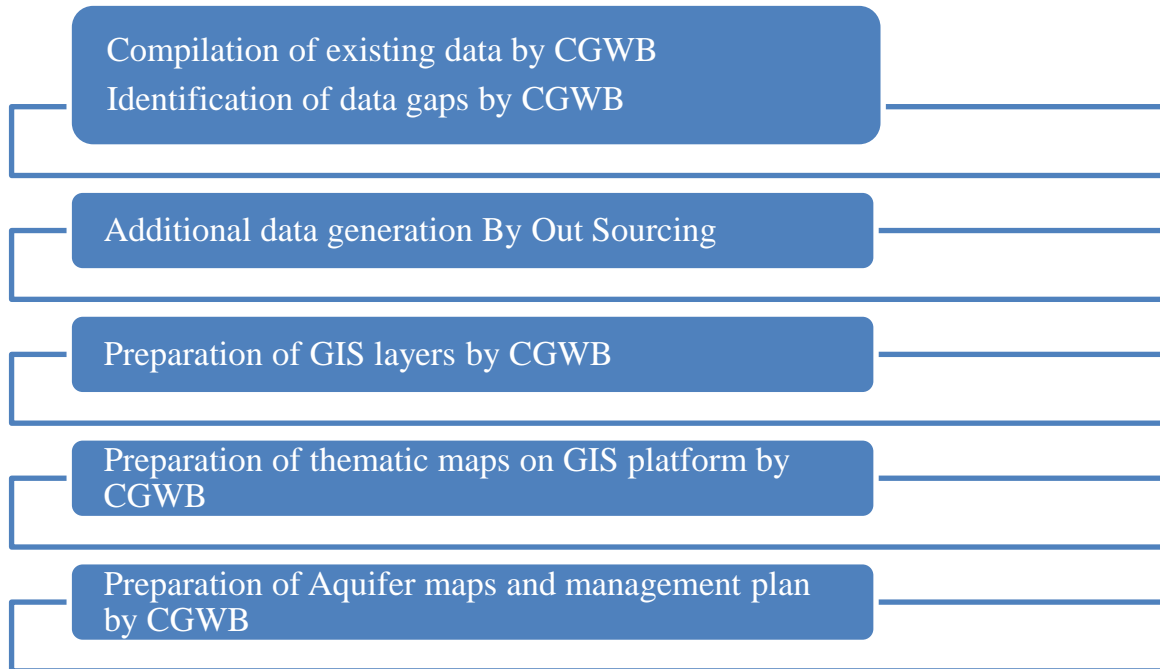 Compilation of existing data by CGWB
Identification of data gaps by CGWB
Additional data generation By Out Sourcing
Preparation of GIS layers by CGWB
Preparation of thematic maps on GIS platform by
CGWB
Preparation of Aquifer maps and management plan
by CGWB